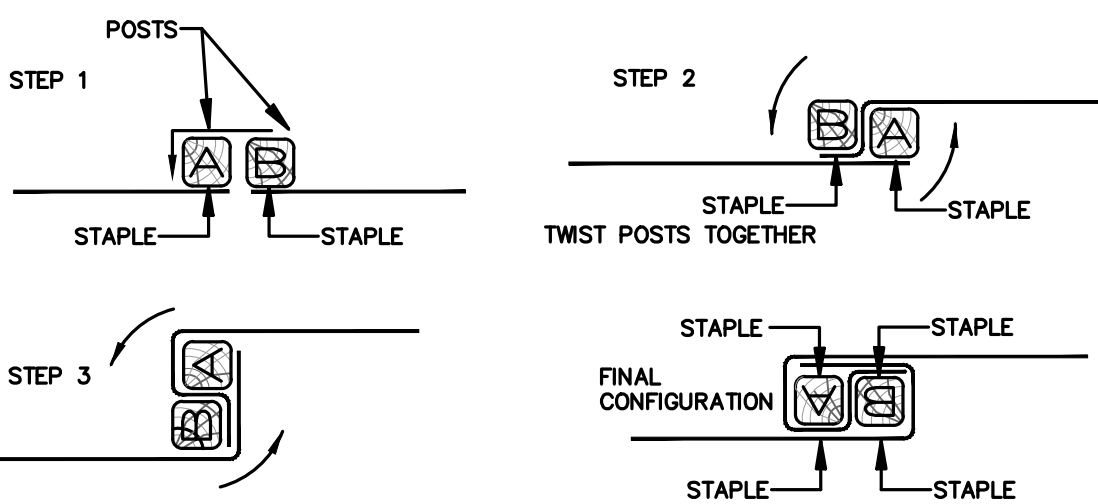 POSTS
STEP 1
A B
STAPLE STAPLE
STEP 2
B A
STAPLE STAPLE
TWIST POSTS TOGETHER
STEP 3
A
B
STAPLE STAPLE
FINAL
CONFIGURATION
A B
STAPLE STAPLE